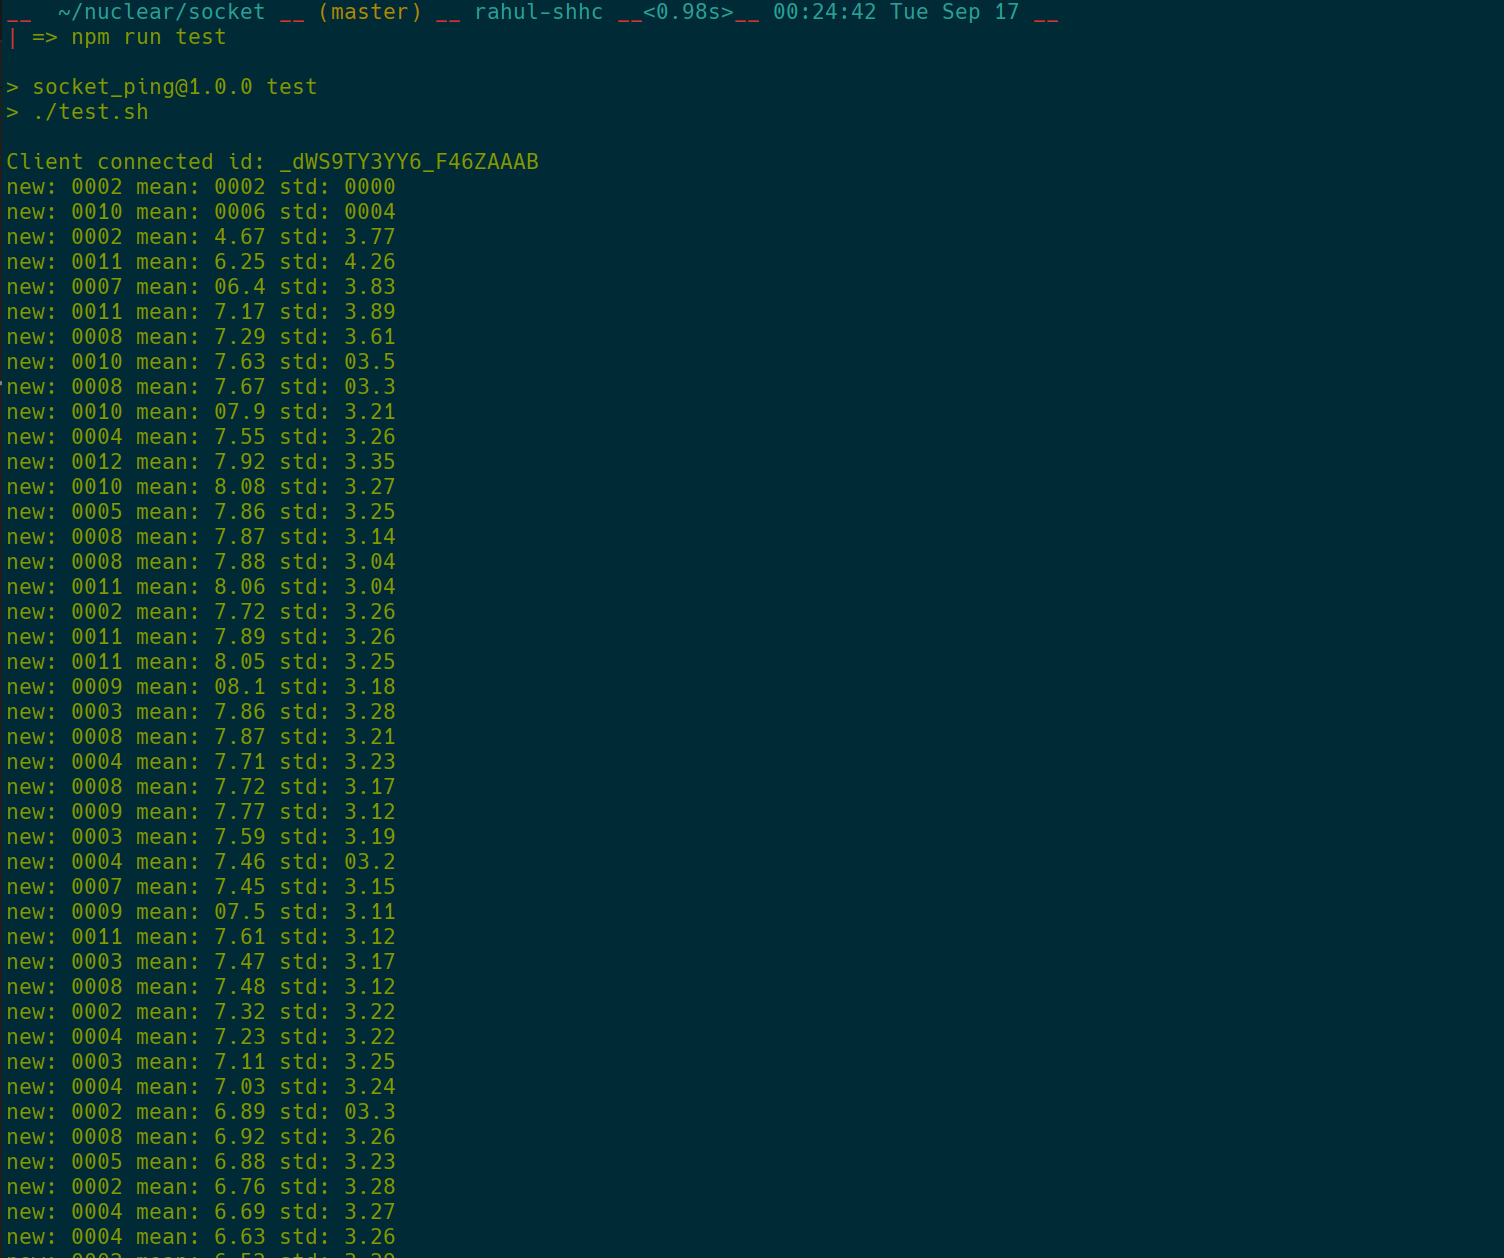 __  ~/nuclear/socket __ (master) __ rahul-shhc __<0.98s>__ 00:24:42 Tue Sep 17 __
| => npm run test
> socket_ping@1.0.0 test
> ./test.sh
Client connected id: _dWS9TY3YY6_F46ZAAAB
new: 0002 mean: 0002 std: 0000
new: 0010 mean: 0006 std: 0004
new: 0002 mean: 4.67 std: 3.77
new: 0011 mean: 6.25 std: 4.26
new: 0007 mean: 06.4 std: 3.83
new: 0011 mean: 7.17 std: 3.89
new: 0008 mean: 7.29 std: 3.61
new: 0010 mean: 7.63 std: 03.5
new: 0008 mean: 7.67 std: 03.3
new: 0010 mean: 07.9 std: 3.21
new: 0004 mean: 7.55 std: 3.26
new: 0012 mean: 7.92 std: 3.35
new: 0010 mean: 8.08 std: 3.27
new: 0005 mean: 7.86 std: 3.25
new: 0008 mean: 7.87 std: 3.14
new: 0008 mean: 7.88 std: 3.04
new: 0011 mean: 8.06 std: 3.04
new: 0002 mean: 7.72 std: 3.26
new: 0011 mean: 7.89 std: 3.26
new: 0011 mean: 8.05 std: 3.25
new: 0009 mean: 08.1 std: 3.18
new: 0003 mean: 7.86 std: 3.28
new: 0008 mean: 7.87 std: 3.21
new: 0004 mean: 7.71 std: 3.23
new: 0008 mean: 7.72 std: 3.17
new: 0009 mean: 7.77 std: 3.12
new: 0003 mean: 7.59 std: 3.19
new: 0004 mean: 7.46 std: 03.2
new: 0007 mean: 7.45 std: 3.15
new: 0009 mean: 07.5 std: 3.11
new: 0011 mean: 7.61 std: 3.12
new: 0003 mean: 7.47 std: 3.17
new: 0008 mean: 7.48 std: 3.12
new: 0002 mean: 7.32 std: 3.22
new: 0004 mean: 7.23 std: 3.22
new: 0003 mean: 7.11 std: 3.25
new: 0004 mean: 7.03 std: 3.24
new: 0002 mean: 6.89 std: 03.3
new: 0008 mean: 6.92 std: 3.26
new: 0005 mean: 6.88 std: 3.23
new: 0002 mean: 6.76 std: 3.28
new: 0004 mean: 6.69 std: 3.27
new: 0004 mean: 6.63 std: 3.26